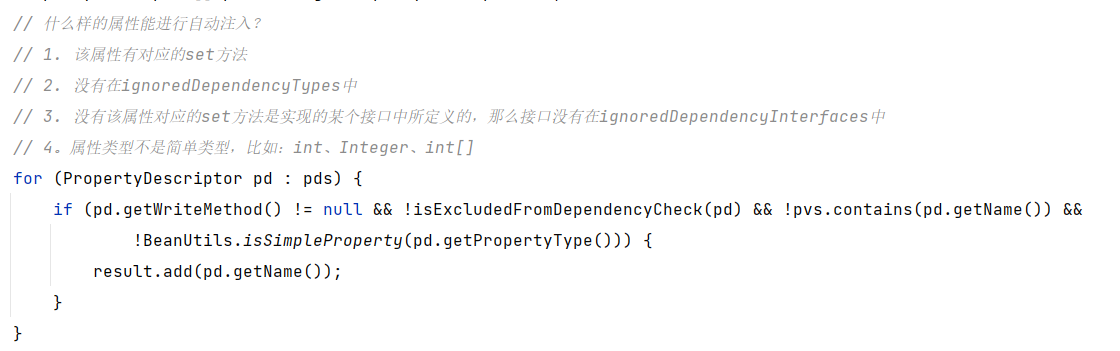 // 什么样的属性能进行自动注入？
// 1. 该属性有对应的set方法
// 2. 没有在ignoredDependencyTypes中
// 3. 没有该属性对应的set方法是实现的某个接口中所定义的，那么接口没有在ignoredDependencyInterfaces中
// 4。属性类型不是简单类型，比如：int、Integer、int[]
for (PropertyDescriptor pd : pds) {
if (pd.getWriteMethod() != null && !isExcludedFromDependencyCheck(pd) && !pvs.contains(pd.getName()) &&
!BeanUtils.isSimpleProperty(pd.getPropertyType())) {
result.add(pd.getName());
}
}